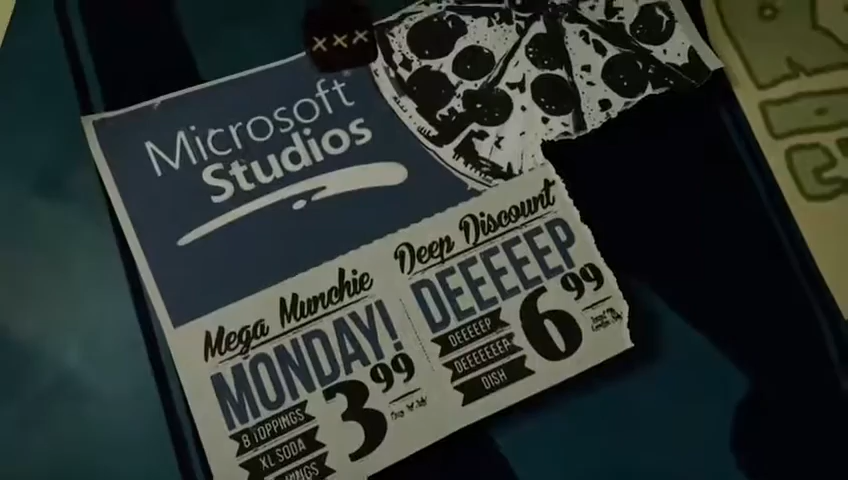 XXX
Microsoft
Studios
Mega Munchie
MONDAY!
8 TOPPINGS
XL SODA
3.99
Deep Discount
DEEEEEP
DEEEEEP
DEEEEEEEP
DISH
6.99